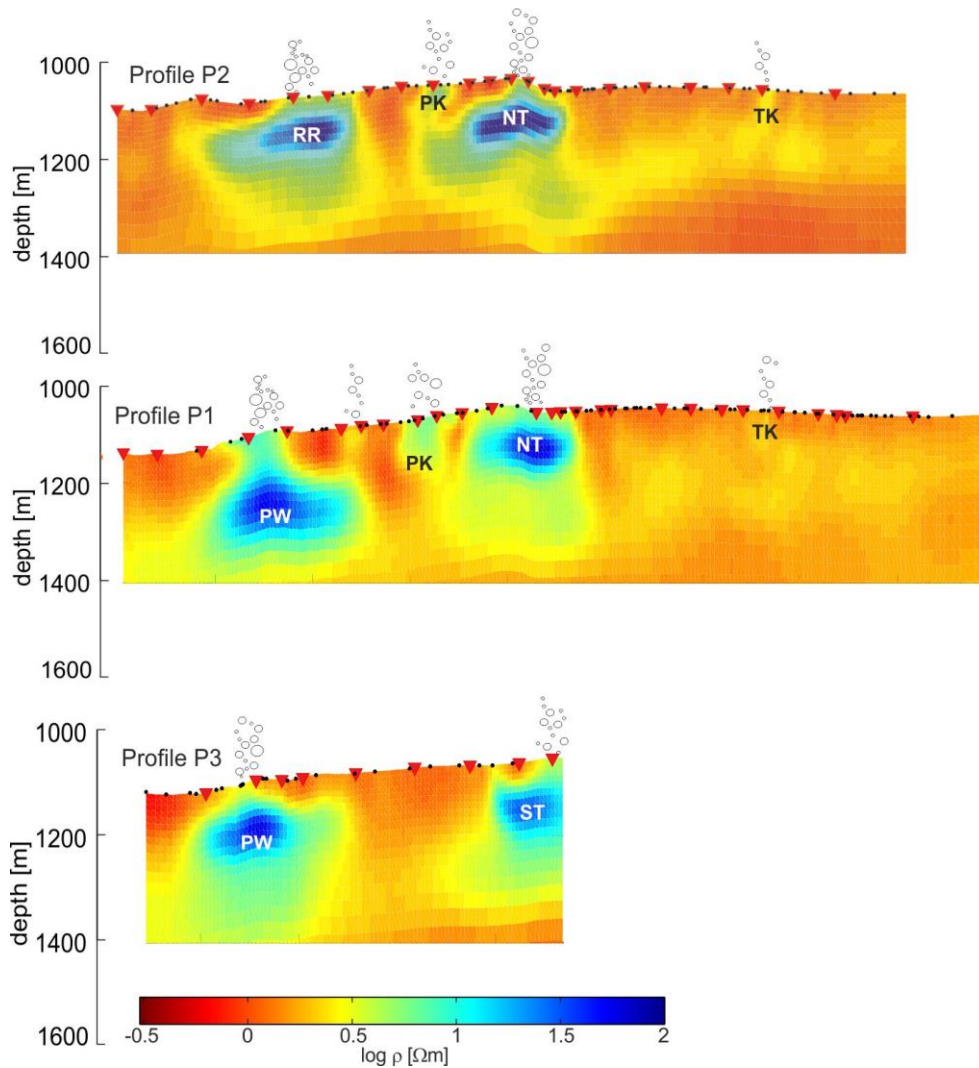 1000
Profile P2
PK
NT
TK
RR
1200
depth [m]
1400
1600
1000
Profile P1
NT
TK
PK
1200
depth [m]
PW
1400
1600
1000
Profile P3
ST
1200
PW
depth [m]
1400
-0.5 0 0.5 1 1.5 2
log ρ [Ωm]
1600